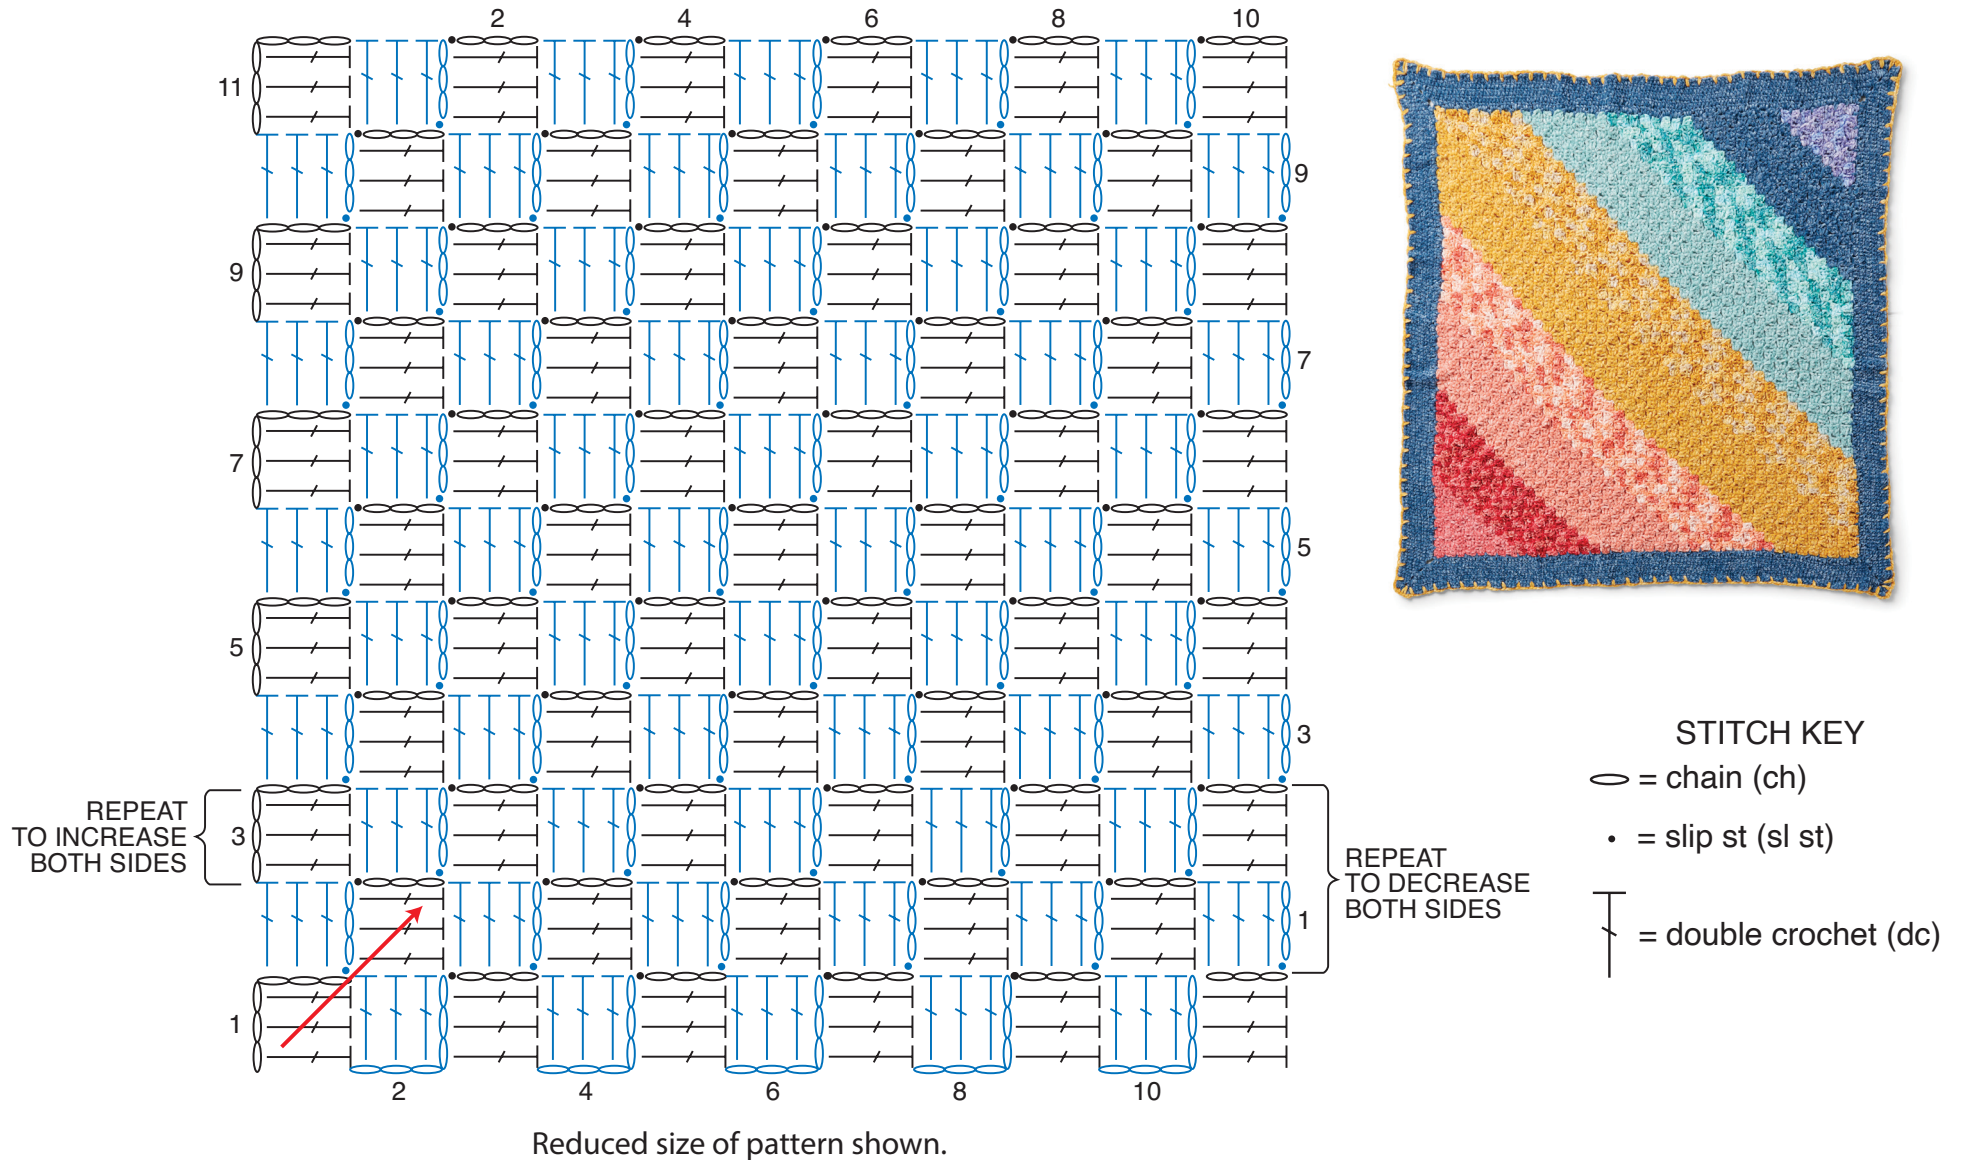 2 4 6 8 10
11
9
9
7
7
5
5
3
REPEAT
TO INCREASE
BOTH SIDES
3
REPEAT
TO DECREASE
BOTH SIDES
1
1
2 4 6 8 10
Reduced size of pattern shown.
STITCH KEY
= chain (ch)
= slip st (sl st)
= double crochet (dc)